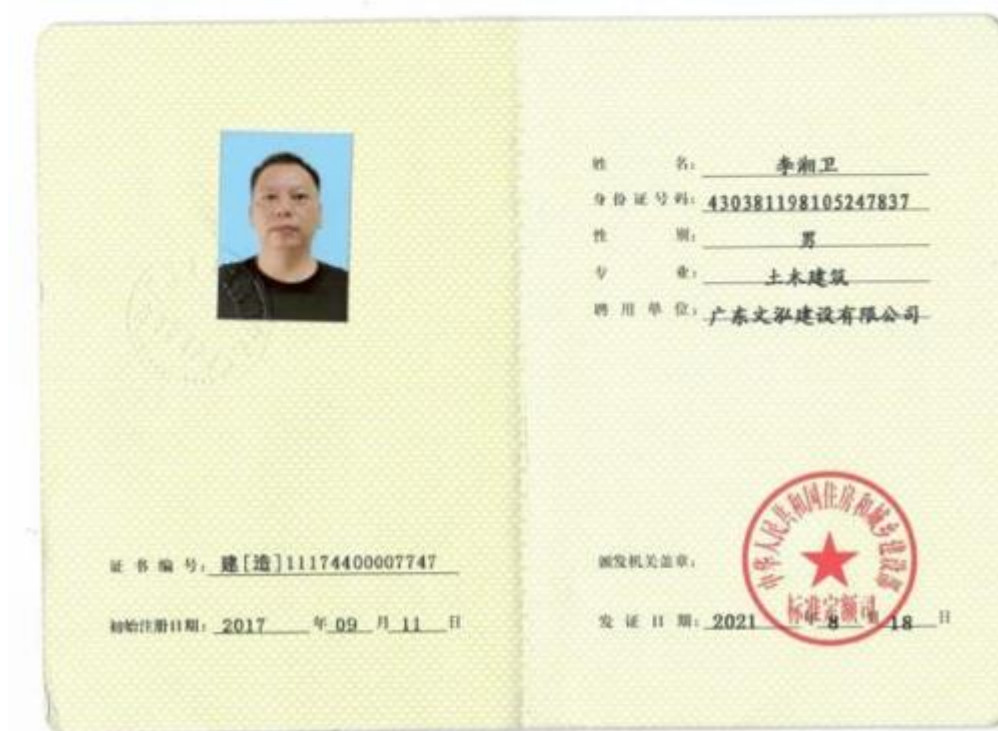 证书编号：建[造]11174400007747
初始注册日期：2017 年 09 月 11 日
姓名：李湘卫
身份证号码：430381198105247837
性别：男
专业：土木建筑
聘用单位：广东文泓建设有限公司
颁发机关盖章：
中华人民共和国住房和城乡建设部
标准定额司
发证日期：2021 年 8 月 18 日